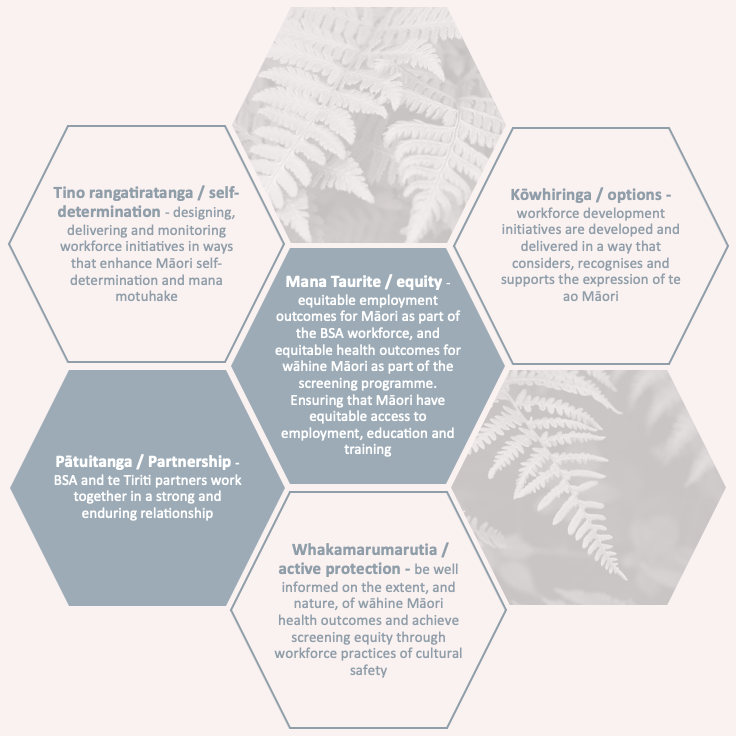 Tino rangatiratanga / self-
determination - designing,
delivering and monitoring
workforce initiatives in ways
that enhance Māori self-
determination and mana
motuhake
Kōwhiringa / options -
workforce development
initiatives are developed and
delivered in a way that
considers, recognises and
supports the expression of te
ao Māori
Mana Taurite / equity -
equitable employment
outcomes for Māori as part of
the BSA workforce, and
equitable health outcomes for
wāhine Māori as part of the
screening programme.
Ensuring that Māori have
equitable access to
employment, education and
training
Pātuitanga / Partnership -
BSA and te Tiriti partners work
together in a strong and
enduring relationship
Whakamarumarutia /
active protection - be well
informed on the extent, and
nature, of wāhine Māori
health outcomes and achieve
screening equity through
workforce practices of cultural
safety